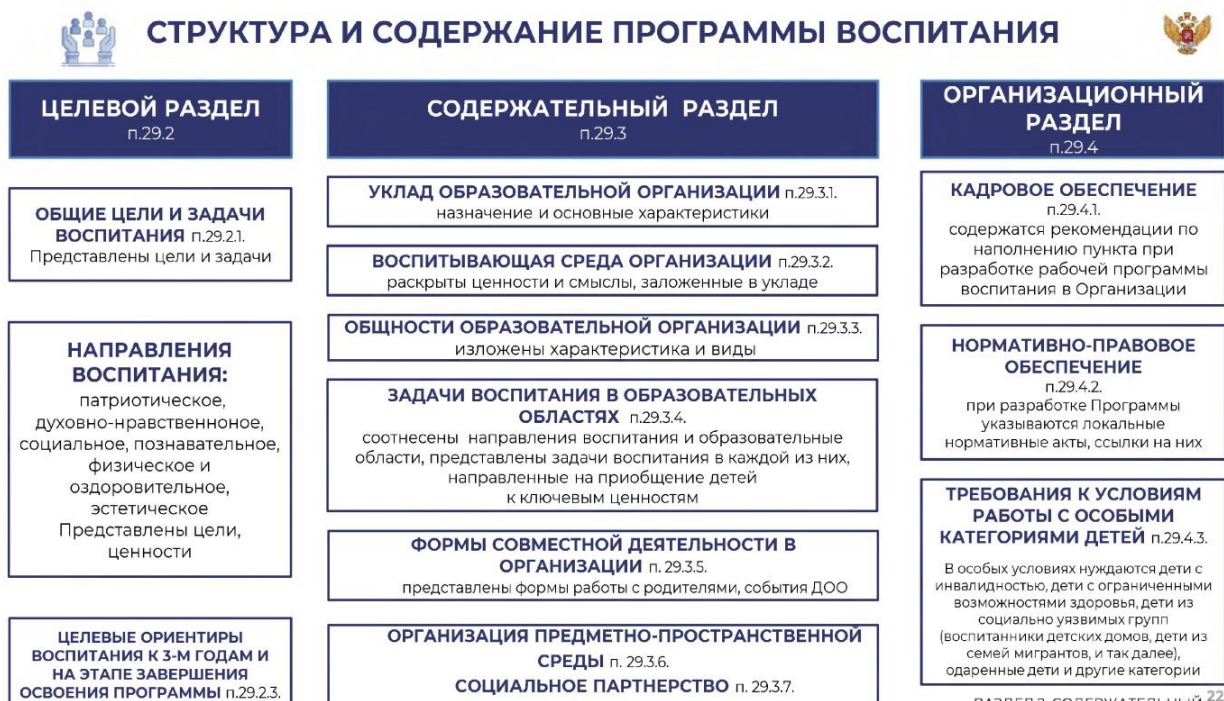 СТРУКТУРА И СОДЕРЖАНИЕ ПРОГРАММЫ ВОСПИТАНИЯ
ЦЕЛЕВОЙ РАЗДЕЛ
п.29.2
ОБЩИЕ ЦЕЛИ И ЗАДАЧИ
ВОСПИТАНИЯ п.29.2.1.
Представлены цели и задачи
НАПРАВЛЕНИЯ
ВОСПИТАНИЯ:
патриотическое,
духовно-нравственноное,
социальное, познавательное,
физическое и
оздоровительное,
эстетическое
Представлены цели,
ценности
ЦЕЛЕВЫЕ ОРИЕНТИРЫ
ВОСПИТАНИЯ К 3-М ГОДАМ И
НА ЭТАПЕ ЗАВЕРШЕНИЯ
ОСВОЕНИЯ ПРОГРАММЫ п.29.2.3.
СОДЕРЖАТЕЛЬНЫЙ РАЗДЕЛ
п.29.3
УКЛАД ОБРАЗОВАТЕЛЬНОЙ ОРГАНИЗАЦИИ п.29.3.1.
назначение и основные характеристики
ВОСПИТЫВАЮЩАЯ СРЕДА ОРГАНИЗАЦИИ п.29.3.2.
раскрыты ценности и смыслы, заложенные в укладе
ОБЩНОСТИ ОБРАЗОВАТЕЛЬНОЙ ОРГАНИЗАЦИИ п.29.3.3.
изложены характеристика и виды
ЗАДАЧИ ВОСПИТАНИЯ В ОБРАЗОВАТЕЛЬНЫХ
ОБЛАСТЯХ п.29.3.4.
соотнесены направления воспитания и образовательные
области, представлены задачи воспитания в каждой из них,
направленные на приобщение детей
к ключевым ценностям
ФОРМЫ СОВМЕСТНОЙ ДЕЯТЕЛЬНОСТИ В
ОРГАНИЗАЦИИ п. 29.3.5.
представлены формы работы с родителями, события ДОО
ОРГАНИЗАЦИЯ ПРЕДМЕТНО-ПРОСТРАНСТВЕННОЙ
СРЕДЫ п. 29.3.6.
СОЦИАЛЬНОЕ ПАРТНЕРСТВО п. 29.3.7.
ОРГАНИЗАЦИОННЫЙ
РАЗДЕЛ
п.29.4
КАДРОВОЕ ОБЕСПЕЧЕНИЕ
п.29.4.1.
содержатся рекомендации по
наполнению пункта при
разработке рабочей программы
воспитания в Организации
НОРМАТИВНО-ПРАВОВОЕ
ОБЕСПЕЧЕНИЕ
п.29.4.2.
при разработке Программы
указываются локальные
нормативные акты, ссылки на них
ТРЕБОВАНИЯ К УСЛОВИЯМ
РАБОТЫ С ОСОБЫМИ
КАТЕГОРИЯМИ ДЕТЕЙ п.29.4.3.
В особых условиях нуждаются дети с
инвалидностью, дети с ограниченными
возможностями здоровья, дети из
социально уязвимых групп
(воспитанники детских домов, дети из
семей мигрантов, и так далее),
одаренные дети и другие категории
22